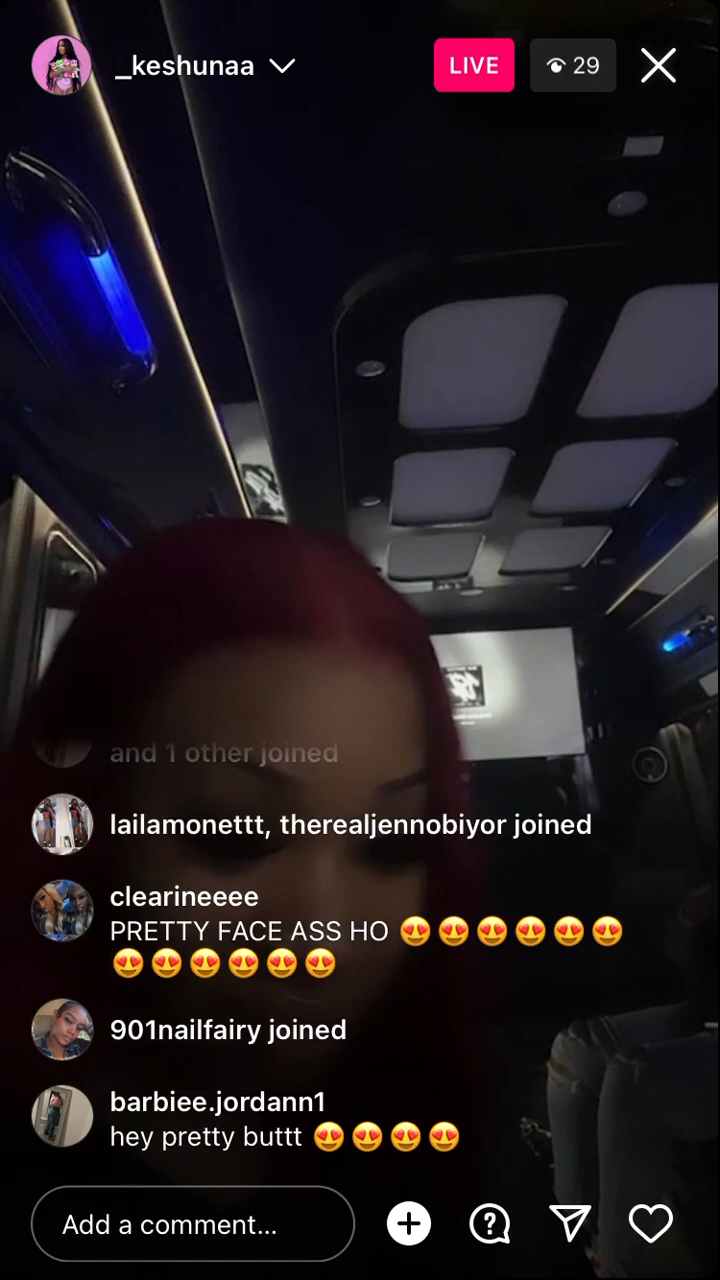 _keshunaa
LIVE
29
and 1 other joined
lailamonettt, therealjennobiyor joined
clearineeee
PRETTY FACE ASS HO 😍😍😍😍😍😍
😍😍😍😍😍😍
901nailfairy joined
barbiee.jordann1
hey pretty buttt 😍😍😍😍
Add a comment...